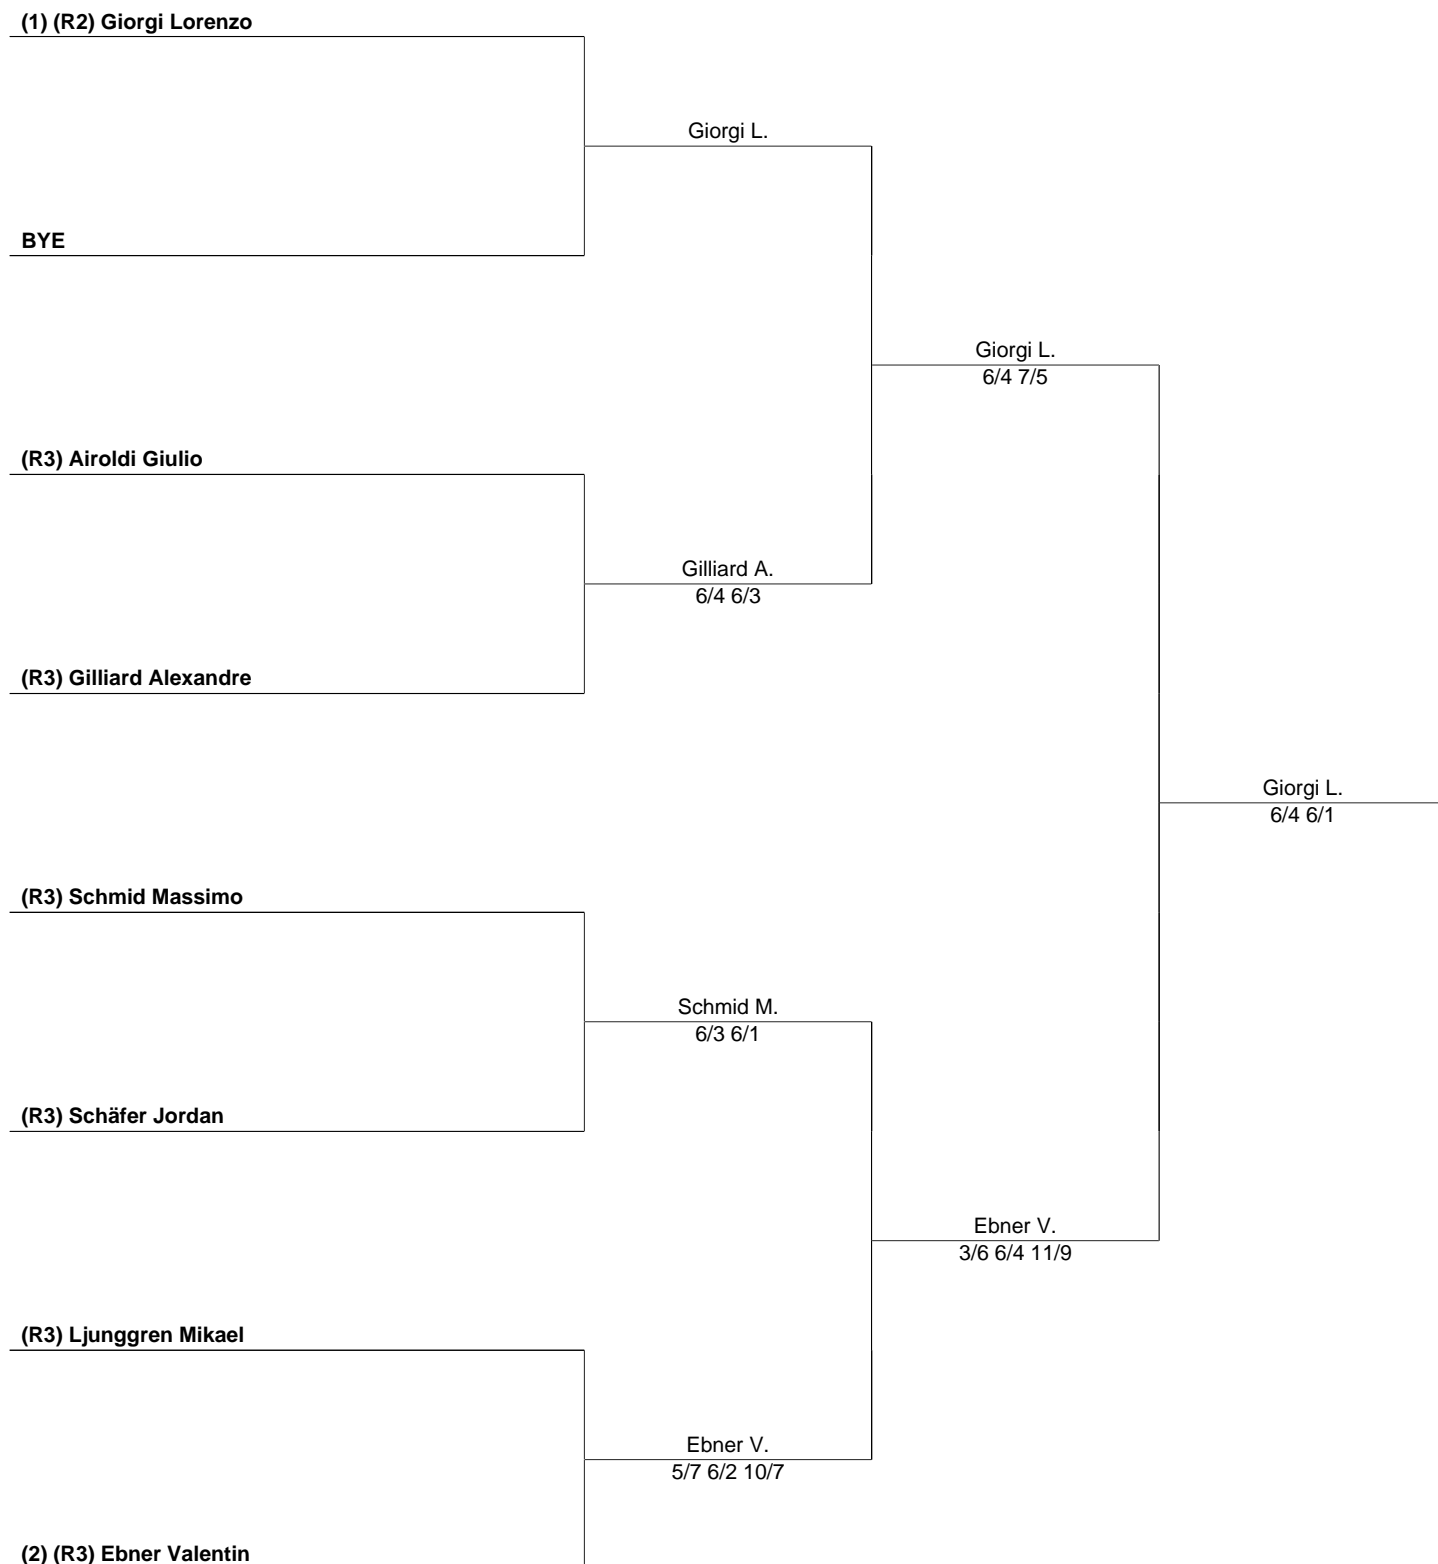 (1) (R2) Giorgi Lorenzo
Giorgi L.
BYE
Giorgi L.
6/4 7/5
(R3) Airoldi Giulio
Gilliard A.
6/4 6/3
(R3) Gilliard Alexandre
Giorgi L.
6/4 6/1
(R3) Schmid Massimo
Schmid M.
6/3 6/1
(R3) Schäfer Jordan
Ebner V.
3/6 6/4 11/9
(R3) Ljunggren Mikael
Ebner V.
5/7 6/2 10/7
(2) (R3) Ebner Valentin